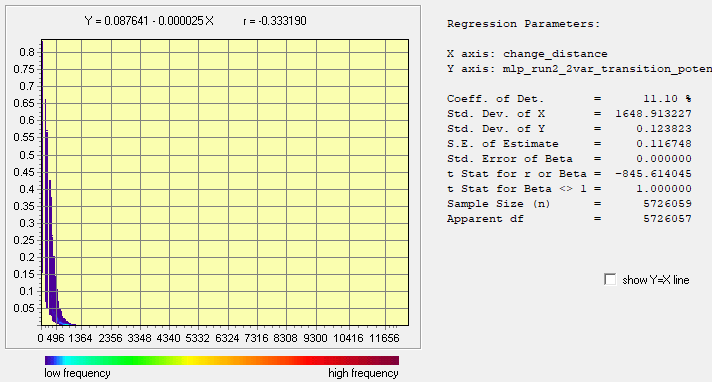 Y = 0.087641 - 0.000025 X r = -0.333190
0.8
0.75
0.7
0.65
0.6
0.55
0.5
0.45
0.4
0.35
0.3
0.25
0.2
0.15
0.1
0.05
0 496 1364 2356 3348 4340 5332 6324 7316 8308 9300 10416 11656
low frequency high frequency
Regression Parameters:
X axis: change_distance
Y axis: mlp_run2_2var_transition_poten
Coeff. of Det. = 11.10 %
Std. Dev. of X = 1648.913227
Std. Dev. of Y = 0.123823
S.E. of Estimate = 0.116748
Std. Error of Beta = 0.000000
t Stat for r or Beta = -845.614045
t Stat for Beta <> 1 = 1.000000
Sample Size (n) = 5726059
Apparent df = 5726057
show Y=X line